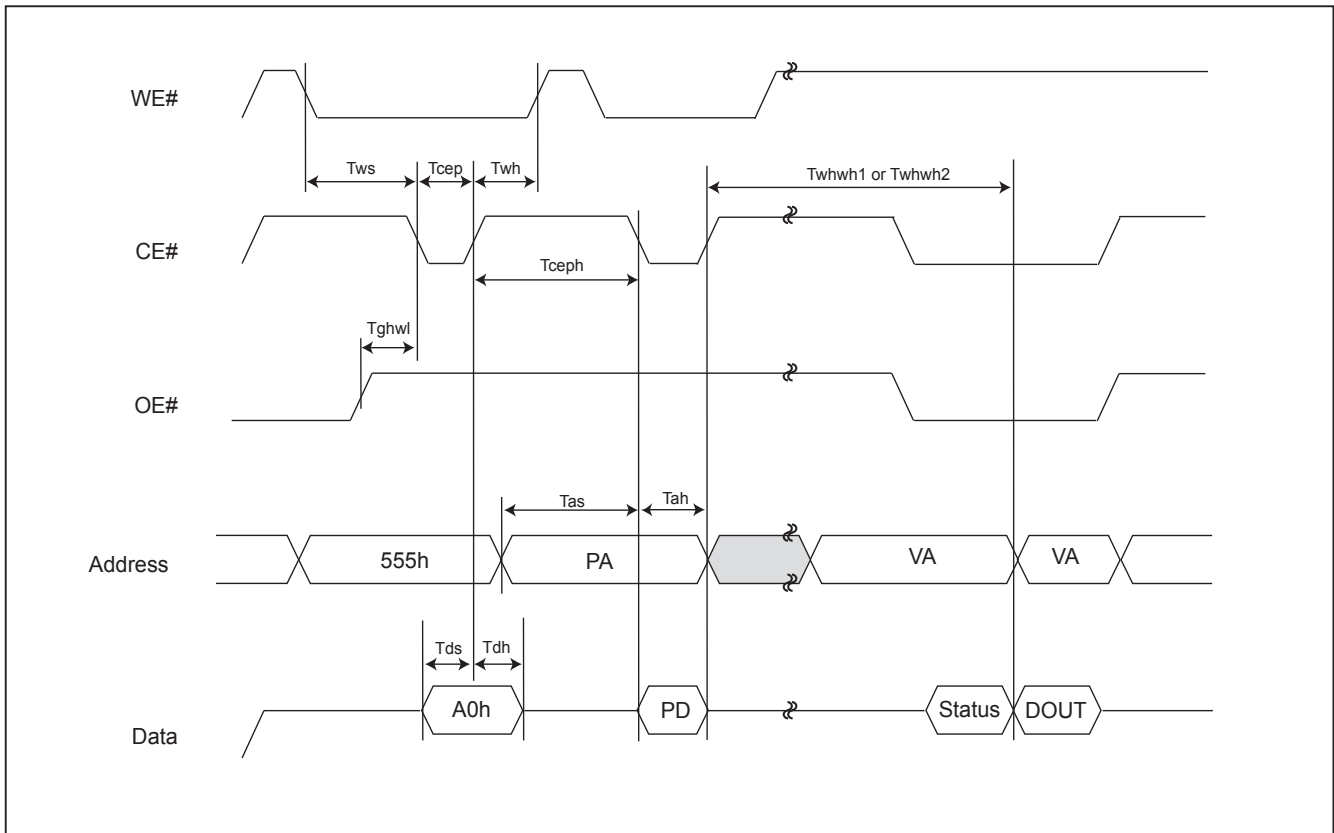 WE#
Tws Tcep Twh Twhwh1 or Twhwh2
CE#
Tceph
Tghwl
OE#
Tas Tah
Address 555h PA VA VA
Tds Tdh
Data A0h PD Status DOUT